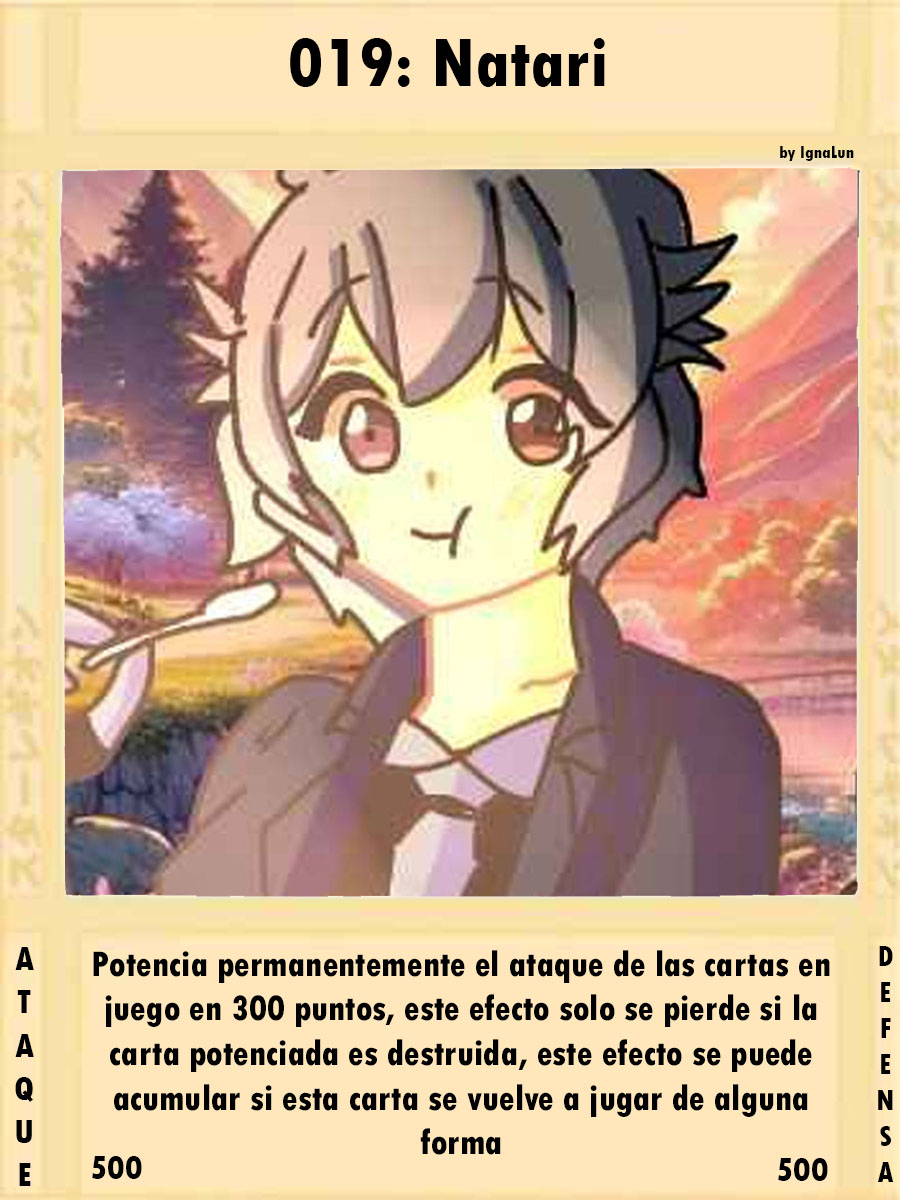 019: Natari
by IgnaLun
Potencia permanentemente el ataque de las cartas en
juego en 300 puntos, este efecto solo se pierde si la
carta potenciada es destruida, este efecto se puede
acumular si esta carta se vuelve a jugar de alguna
forma
ATAQUE
500
500
DEFENSA